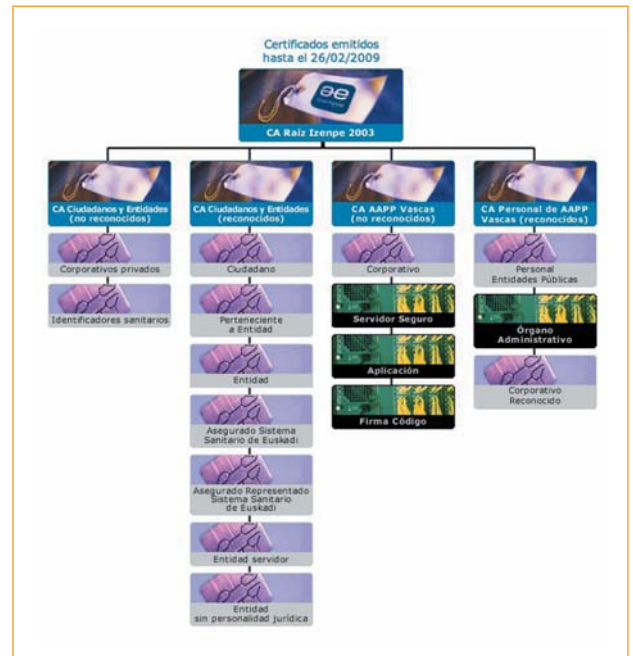 Certificados emitidos
hasta el 26/02/2009
CA Raiz Izenpe 2003
CA Ciudadanos y Entidades
(no reconocidos)
Corporativos privados
Identificadores sanitarios
CA Ciudadanos y Entidades
(reconocidos)
Ciudadano
Perteneciente
a Entidad
Entidad
Asegurado Sistema
Sanitario de Euskadi
Asegurado Representado
Sistema Sanitario
de Euskadi
Entidad servidor
Entidad
sin personalidad jurídica
CA AAPP Vascas
(no reconocidos)
Corporativo
Servidor Seguro
Aplicación
Firma Código
CA Personal de AAPP
Vascas (reconocidos)
Personal
Entidades Públicas
Órgano
Administrativo
Corporativo
Reconocido